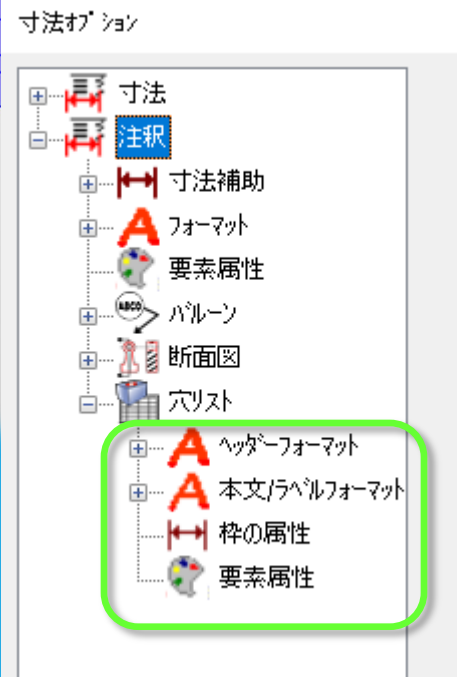 寸法ｵﾌﾟｼｮﾝ
寸法
注釈
寸法補助
ﾌｫｰﾏｯﾄ
要素属性
ﾊﾞﾙｰﾝ
断面図
穴ﾘｽﾄ
ﾍｯﾀﾞｰﾌｫｰﾏｯﾄ
本文/ﾗﾍﾞﾙﾌｫｰﾏｯﾄ
枠の属性
要素属性